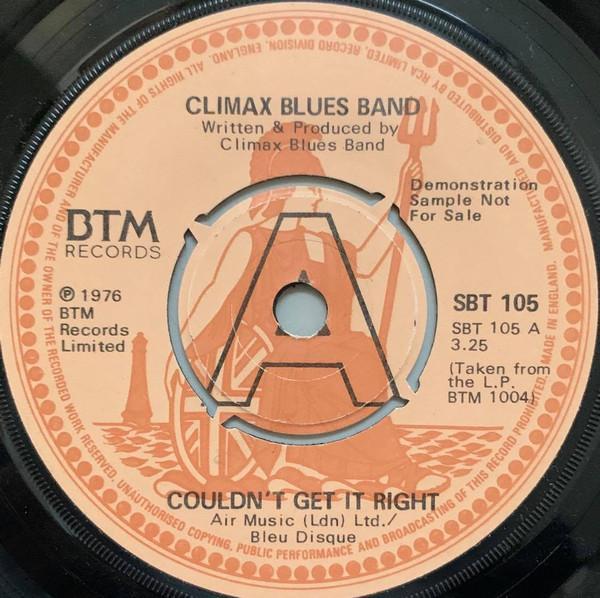 MANUFACTURED AND DISTRIBUTED BY RCA LIMITED, RECORD DIVISION, ENGLAND. ALL RIGHTS OF THE MANUFACTURER AND OF THE OWNER OF THE RECORDED WORK RESERVED. UNAUTHORISED COPYING, PUBLIC PERFORMANCE AND BROADCASTING OF THIS RECORD PROHIBITED. MADE IN ENGLAND.
CLIMAX BLUES BAND
Written & Produced by
Climax Blues Band
Demonstration
Sample Not
For Sale
BTM
RECORDS
A
℗ 1976
BTM
Records
Limited
SBT 105
SBT 105 A
3.25
(Taken from
the L.P.
BTM 1004)
COULDN'T GET IT RIGHT
Air Music (Ldn) Ltd./
Bleu Disque